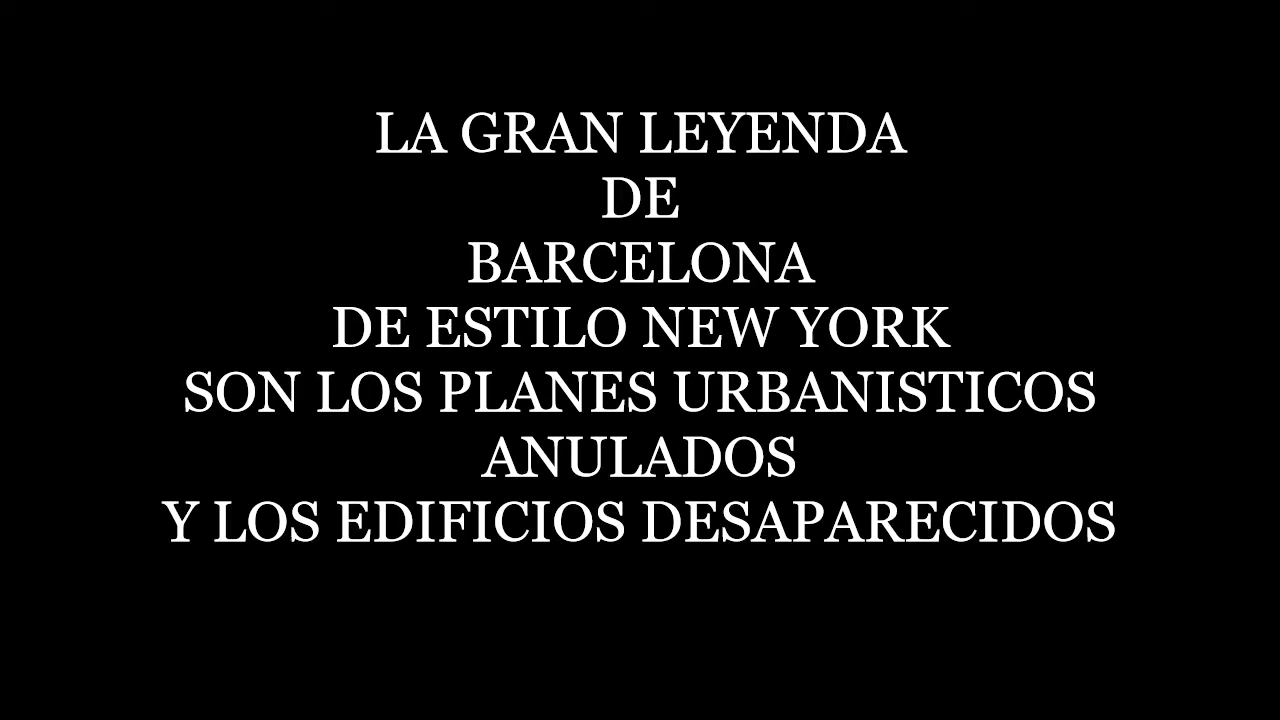 LA GRAN LEYENDA
DE
BARCELONA
DE ESTILO NEW YORK
SON LOS PLANES URBANISTICOS
ANULADOS
Y LOS EDIFICIOS DESAPARECIDOS